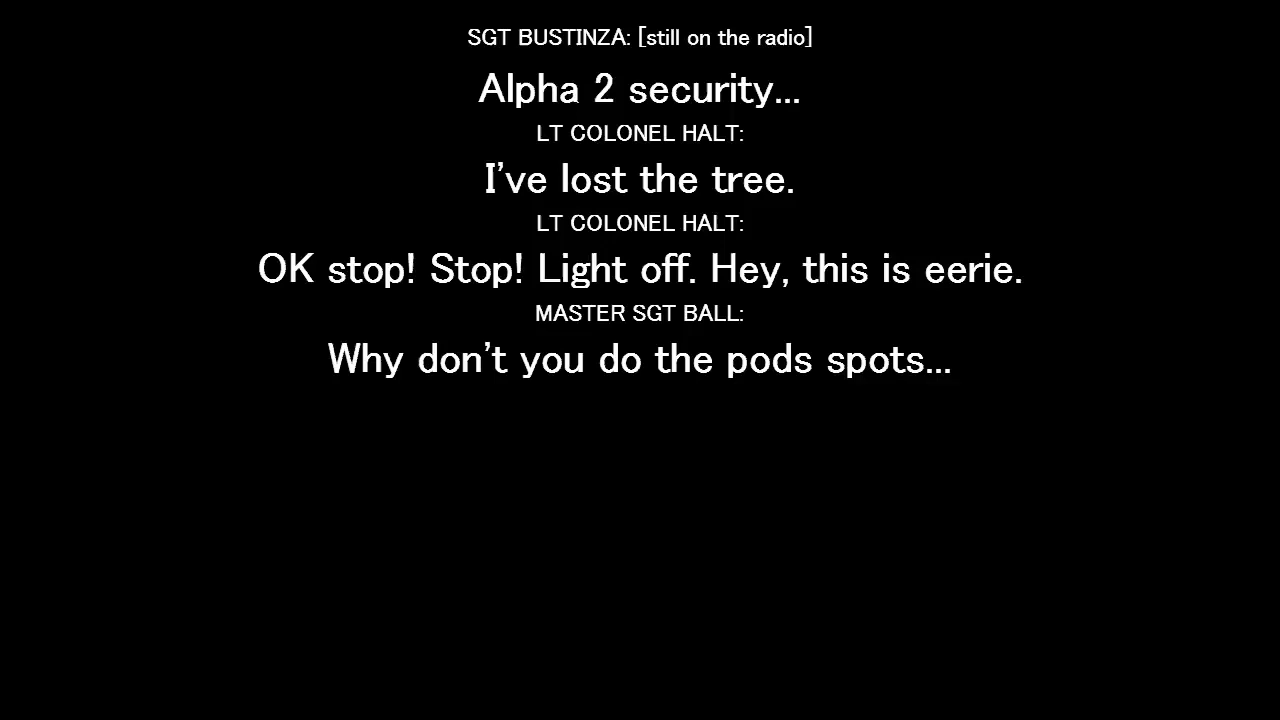 SGT BUSTINZA: [still on the radio]
Alpha 2 security...
LT COLONEL HALT:
I've lost the tree.
LT COLONEL HALT:
OK stop! Stop! Light off. Hey, this is eerie.
MASTER SGT BALL:
Why don't you do the pods spots...